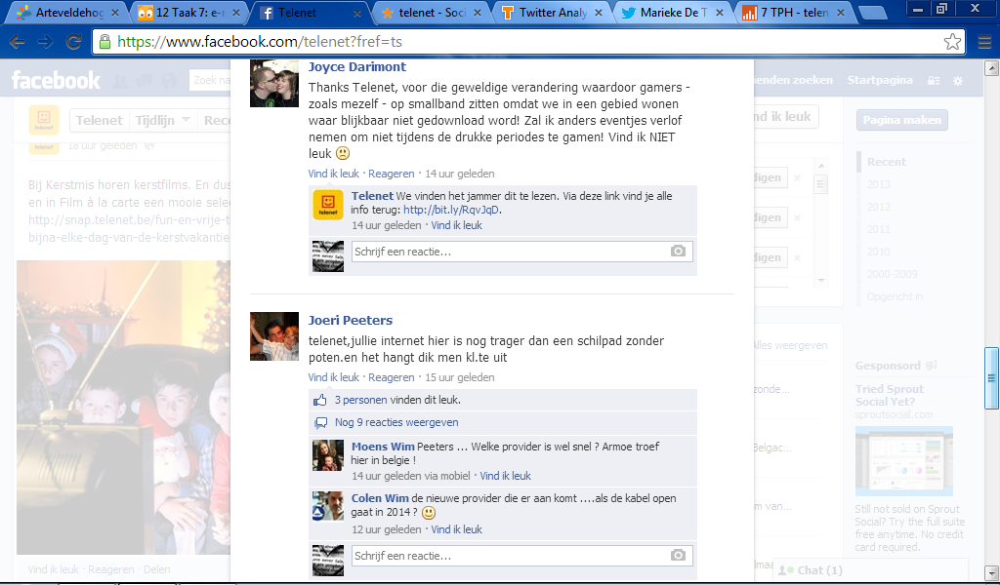 Arteveldehog
12 Taak 7: e-r
Telenet
telenet - Soci
Twitter Analy
Marieke De T
7 TPH - telen
https://www.facebook.com/telenet?fref=ts
facebook
Zoek na
enden zoeken
Startpagina
telenet
Telenet
Tijdlijn
Rece
nd ik leuk
Pagina maken
18 uur geleden
Bij Kerstmis horen kerstfilms. En dus
en in Film à la carte een mooie sele
http://snap.telenet.be/fun-en-vrije-t
bijna-elke-dag-van-de-kerstvakantie
Vind ik leuk · Reageren · Delen
Joyce Darimont
Thanks Telenet, voor die geweldige verandering waardoor gamers -
zoals mezelf - op smallband zitten omdat we in een gebied wonen
waar blijkbaar niet gedownload word! Zal ik anders eventjes verlof
nemen om niet tijdens de drukke periodes te gamen! Vind ik NIET
leuk
Vind ik leuk · Reageren · 14 uur geleden
telenet
Telenet We vinden het jammer dit te lezen. Via deze link vind je alle
info terug: http://bit.ly/RqvJqD.
14 uur geleden · Vind ik leuk
Schrijf een reactie...
Joeri Peeters
telenet,jullie internet hier is nog trager dan een schilpad zonder
poten.en het hangt dik men kl.te uit
Vind ik leuk · Reageren · 15 uur geleden
3 personen vinden dit leuk.
Nog 9 reacties weergeven
Moens Wim Peeters ... Welke provider is wel snel ? Armoe troef
hier in belgie !
14 uur geleden via mobiel · Vind ik leuk
Colen Wim de nieuwe provider die er aan komt ....als de kabel open
gaat in 2014 ?
12 uur geleden · Vind ik leuk
Schrijf een reactie...
digen
digen
digen
Alles weergeven
zonde...
Belgac...
m van...
Recent
2013
2012
2011
2010
2000-2009
Opgericht in
Gesponsord
Tried Sprout
Social Yet?
sproutsocial.com
Still not sold on Sprout
Social? Try the full suite
free anytime. No credit
card required.
Chat (1)